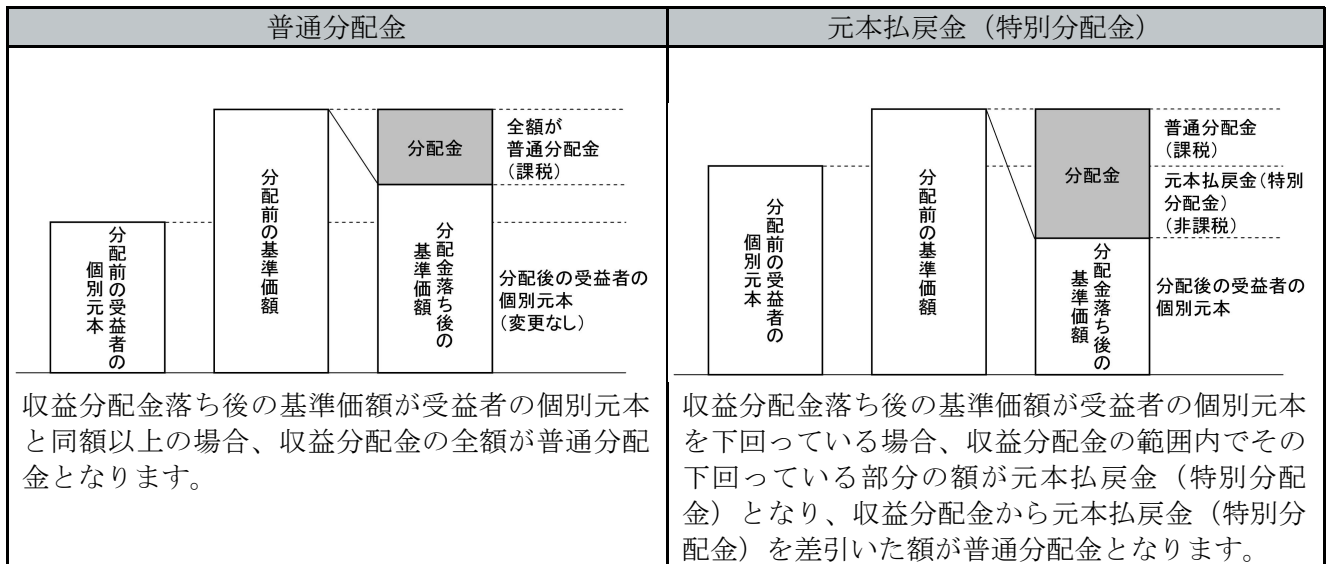 普通分配金
分配前の受益者の
個別元本
分配前の基準価額
分配金
分配金落ち後の
基準価額
全額が
普通分配金
(課税)
分配後の受益者の
個別元本
(変更なし)
収益分配金落ち後の基準価額が受益者の個別元本
と同額以上の場合、収益分配金の全額が普通分配
金となります。
元本払戻金（特別分配金）
分配前の受益者の
個別元本
分配前の基準価額
分配金
分配金落ち後の
基準価額
普通分配金
(課税)
元本払戻金(特別
分配金)
(非課税)
分配後の受益者の
個別元本
収益分配金落ち後の基準価額が受益者の個別元本
を下回っている場合、収益分配金の範囲内でその
下回っている部分の額が元本払戻金（特別分配
金）となり、収益分配金から元本払戻金（特別分
配金）を差引いた額が普通分配金となります。